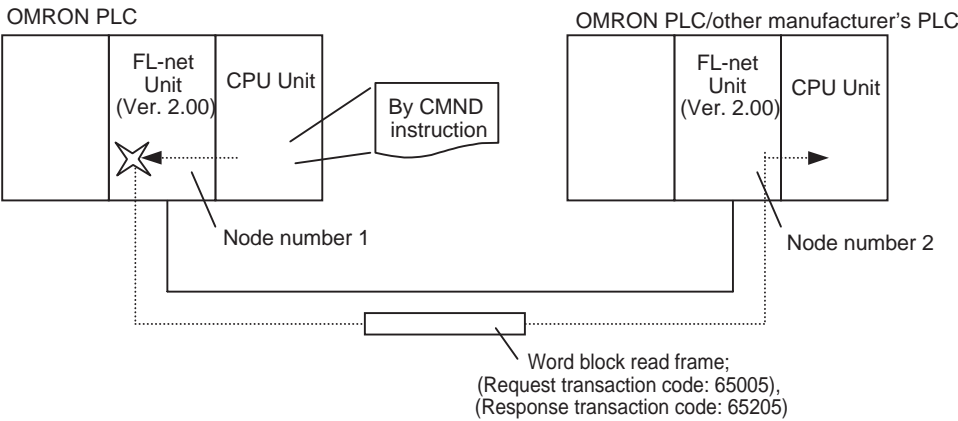 OMRON PLC
FL-net
Unit
(Ver. 2.00)
CPU Unit
By CMND
instruction
Node number 1
OMRON PLC/other manufacturer's PLC
FL-net
Unit
(Ver. 2.00)
CPU Unit
Node number 2
Word block read frame;
(Request transaction code: 65005),
(Response transaction code: 65205)